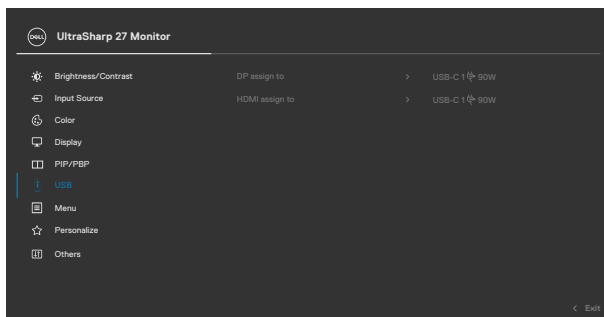 DELL UltraSharp 27 Monitor
Brightness/Contrast DP assign to > USB-C 1 90W
Input Source HDMI assign to > USB-C 1 90W
Color
Display
PIP/PBP
USB
Menu
Personalize
Others
< Exit